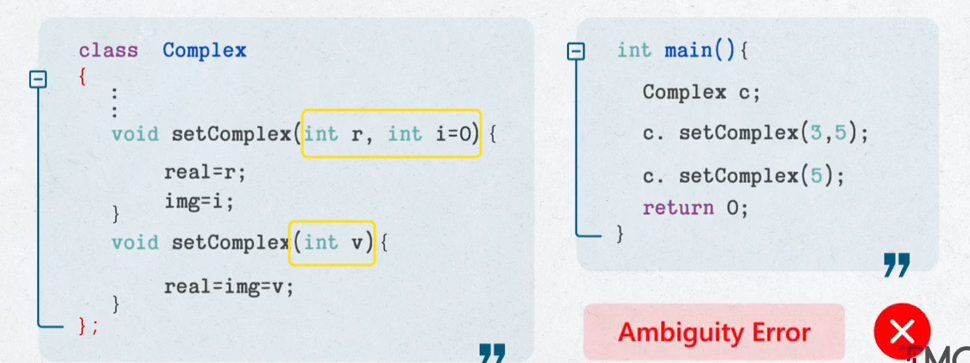 class Complex
{
:
:
void setComplex(int r, int i=0) {
real=r;
img=i;
}
void setComplex(int v) {
real=img=v;
}
};
int main(){
Complex c;
c. setComplex(3,5);
c. setComplex(5);
return 0;
}
Ambiguity Error